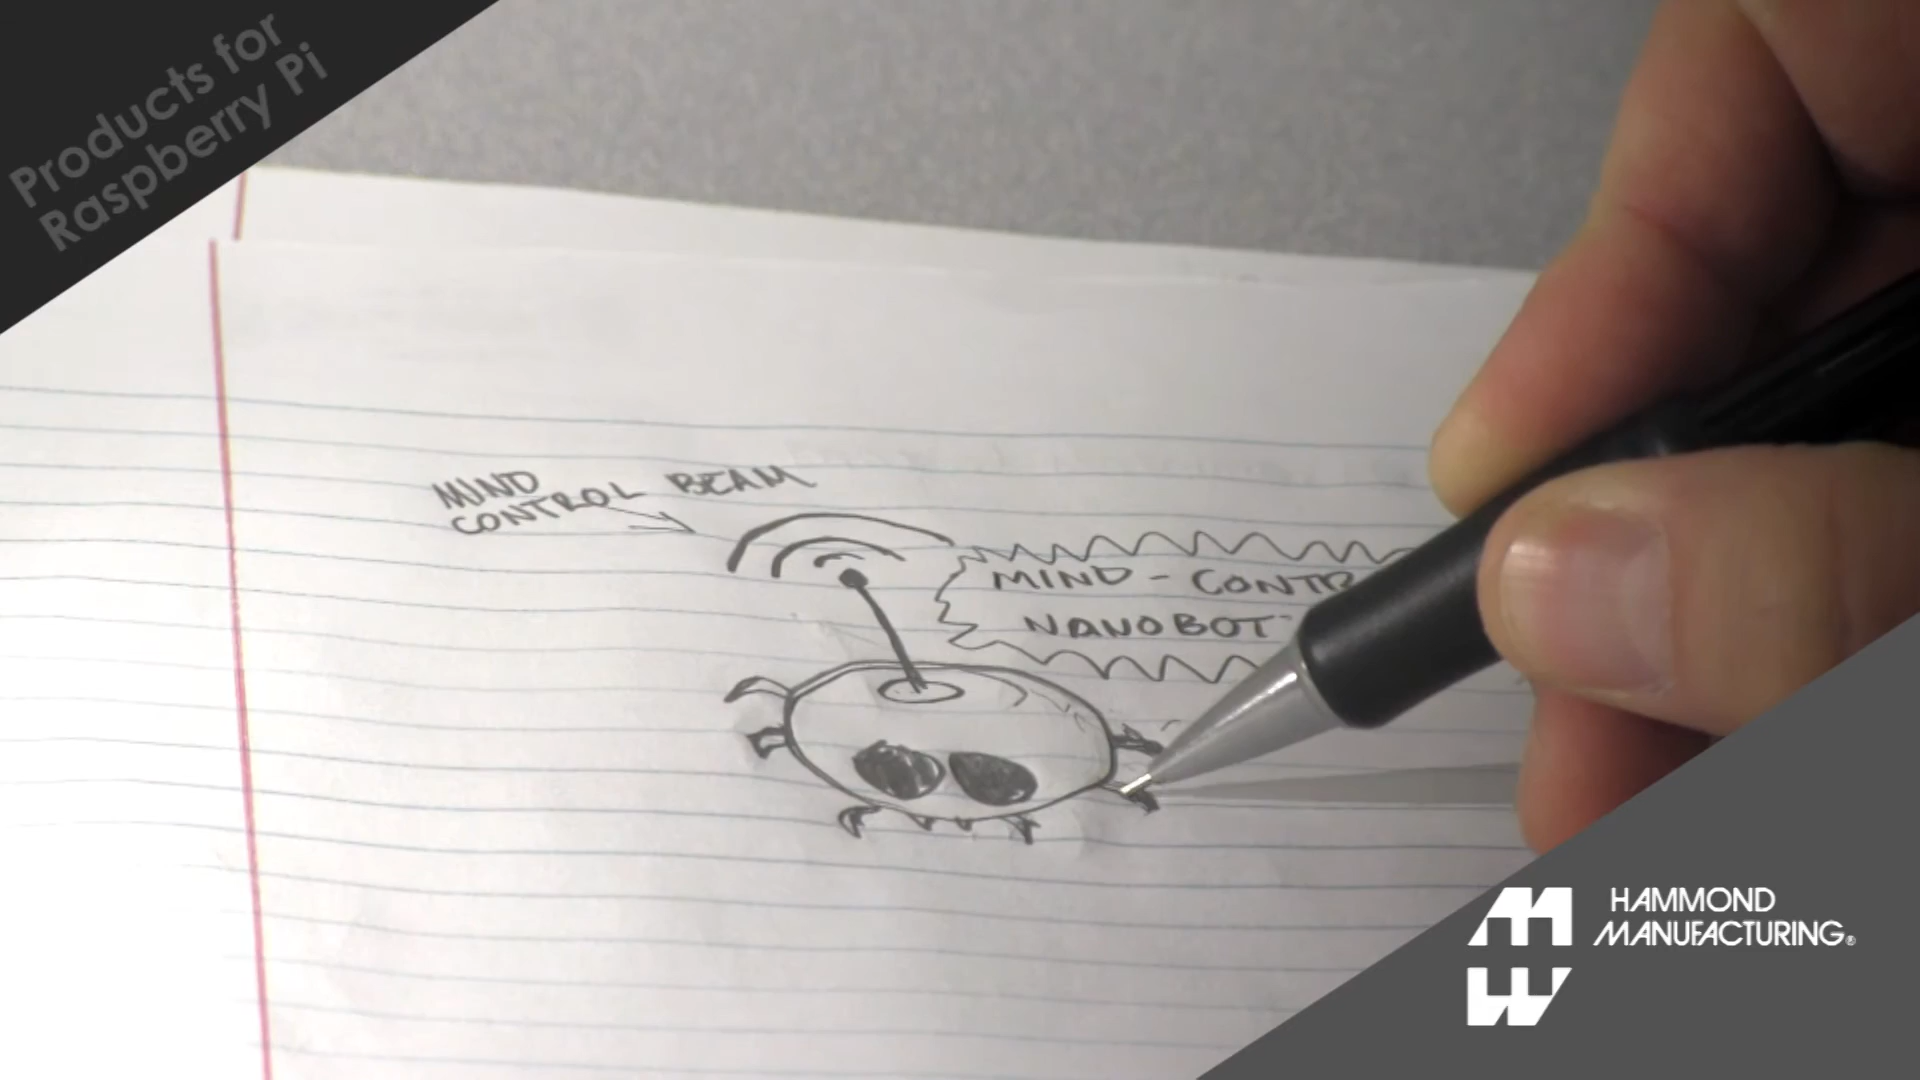 Products for
Raspberry Pi
MIND
CONTROL BEAM
MIND-CONTR
NANOBOT
HAMMOND
MANUFACTURING®